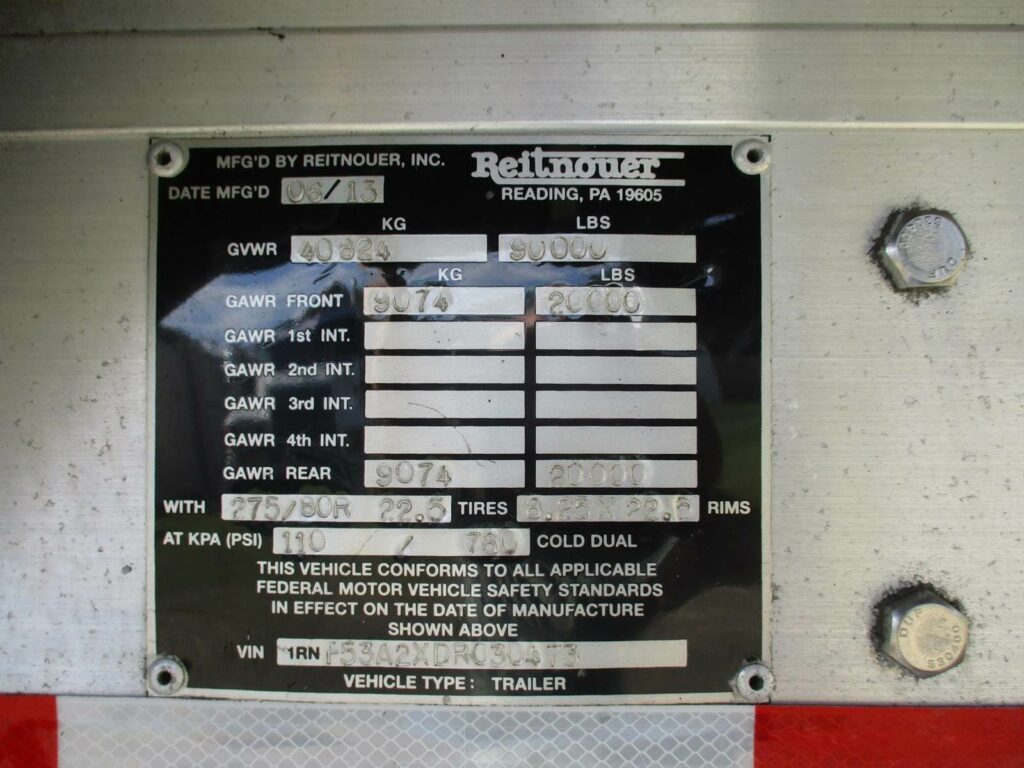 MFG'D BY REITNOUER, INC. Reitnouer
DATE MFG'D 06/13 READING, PA 19605
KG LBS
GVWR 40824 90000
KG LBS
GAWR FRONT 9074 20000
GAWR 1st INT.
GAWR 2nd INT.
GAWR 3rd INT.
GAWR 4th INT.
GAWR REAR 9074 20000
WITH 275/80R 22.5 TIRES 8.25 X 22.5 RIMS
AT KPA (PSI) 110 / 760 COLD DUAL
THIS VEHICLE CONFORMS TO ALL APPLICABLE
FEDERAL MOTOR VEHICLE SAFETY STANDARDS
IN EFFECT ON THE DATE OF MANUFACTURE
SHOWN ABOVE
VIN 1RN F53A2XDR030473
VEHICLE TYPE: TRAILER